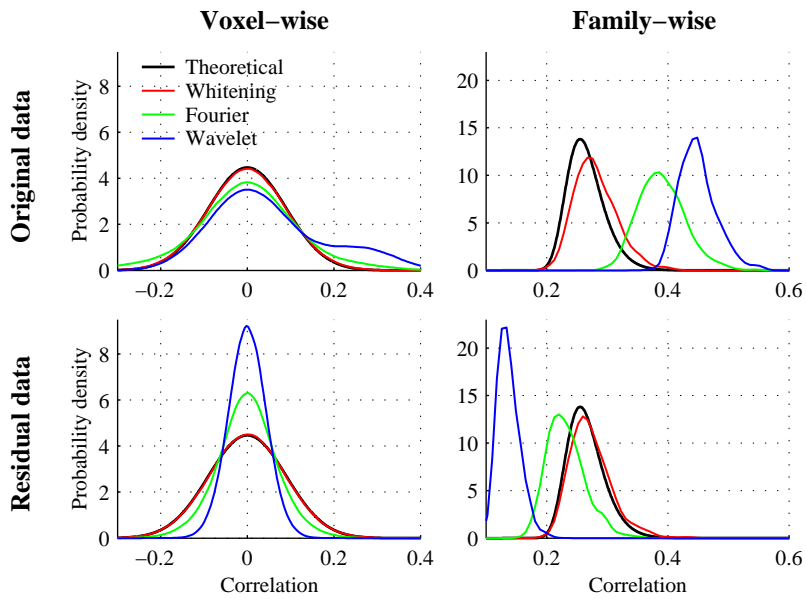 Voxel−wise
Family−wise
Original data
Probability density
8
6
4
2
0
−0.2
0
0.2
0.4
Theoretical
Whitening
Fourier
Wavelet
20
15
10
5
0
0.2
0.4
0.6
Residual data
Probability density
8
6
4
2
0
−0.2
0
0.2
0.4
Correlation
20
15
10
5
0
0.2
0.4
0.6
Correlation